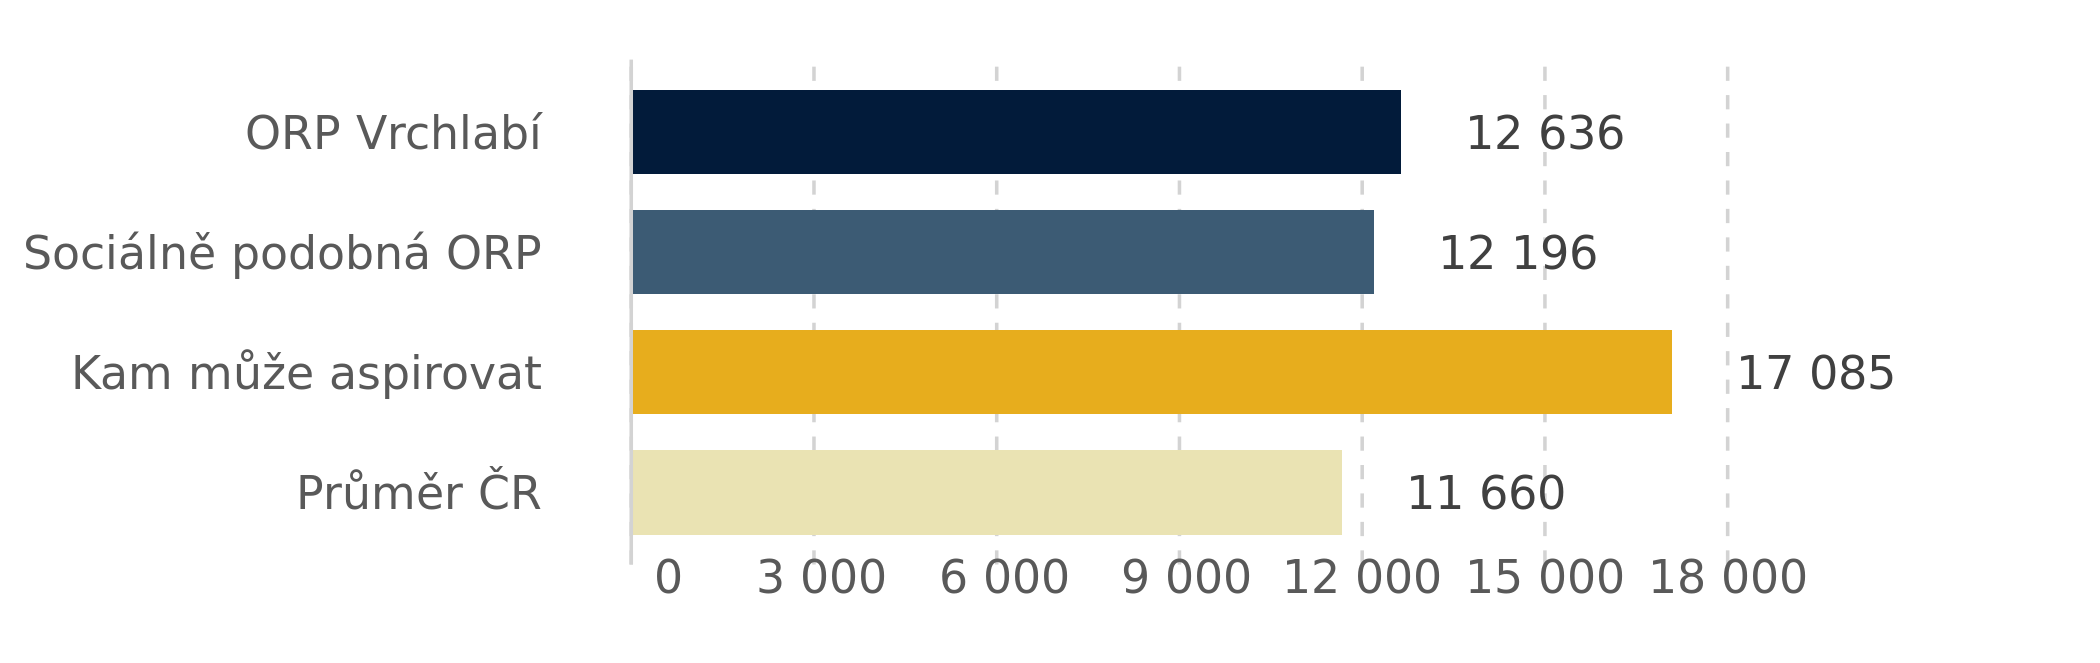 ORP Vrchlabí 12 636
Sociálně podobná ORP 12 196
Kam může aspirovat 17 085
Průměr ČR 11 660
0 3 000 6 000 9 000 12 000 15 000 18 000